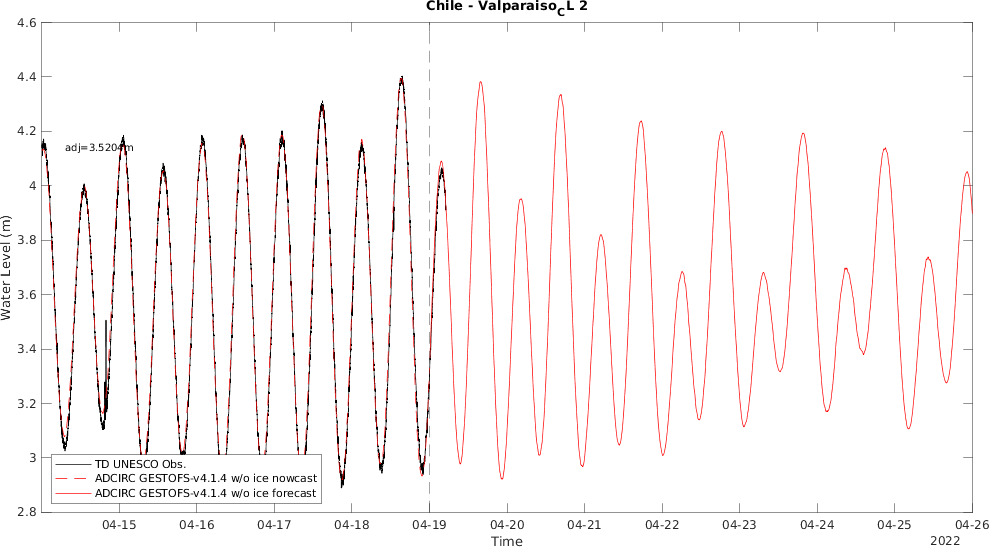 Chile - Valparaiso_CL 2
4.6
4.4
4.2
4
3.8
3.6
3.4
3.2
3
2.8
Water Level (m)
adj=3.5204m
TD UNESCO Obs.
ADCIRC GESTOFS-v4.1.4 w/o ice nowcast
ADCIRC GESTOFS-v4.1.4 w/o ice forecast
04-15 04-16 04-17 04-18 04-19 04-20 04-21 04-22 04-23 04-24 04-25 04-26
Time
2022